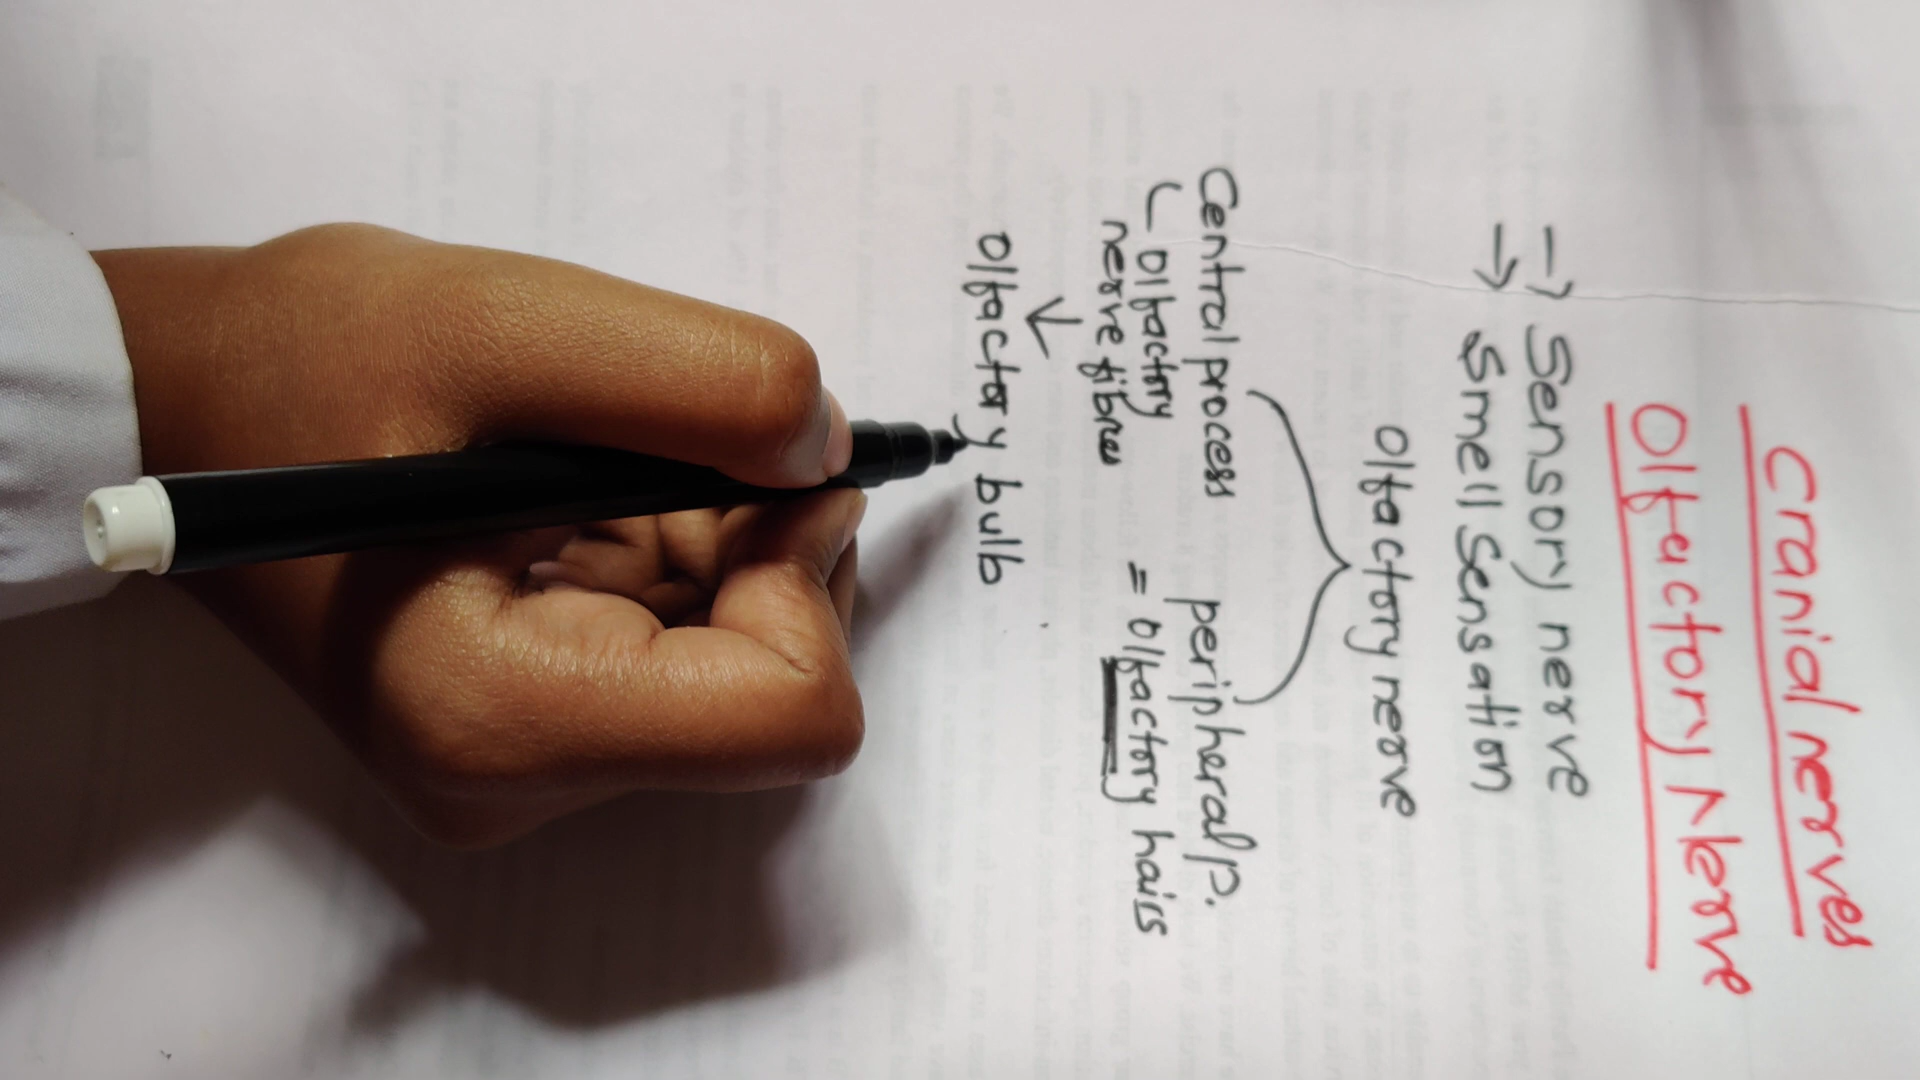 Cranial nerves
Olfactory Nerve
→ Sensory nerve
→ Smell Sensation
Olfactory nerve
Central process
peripheral p.
Olfactory
nerve fibres
= Olfactory hairs
↓
Olfactory bulb